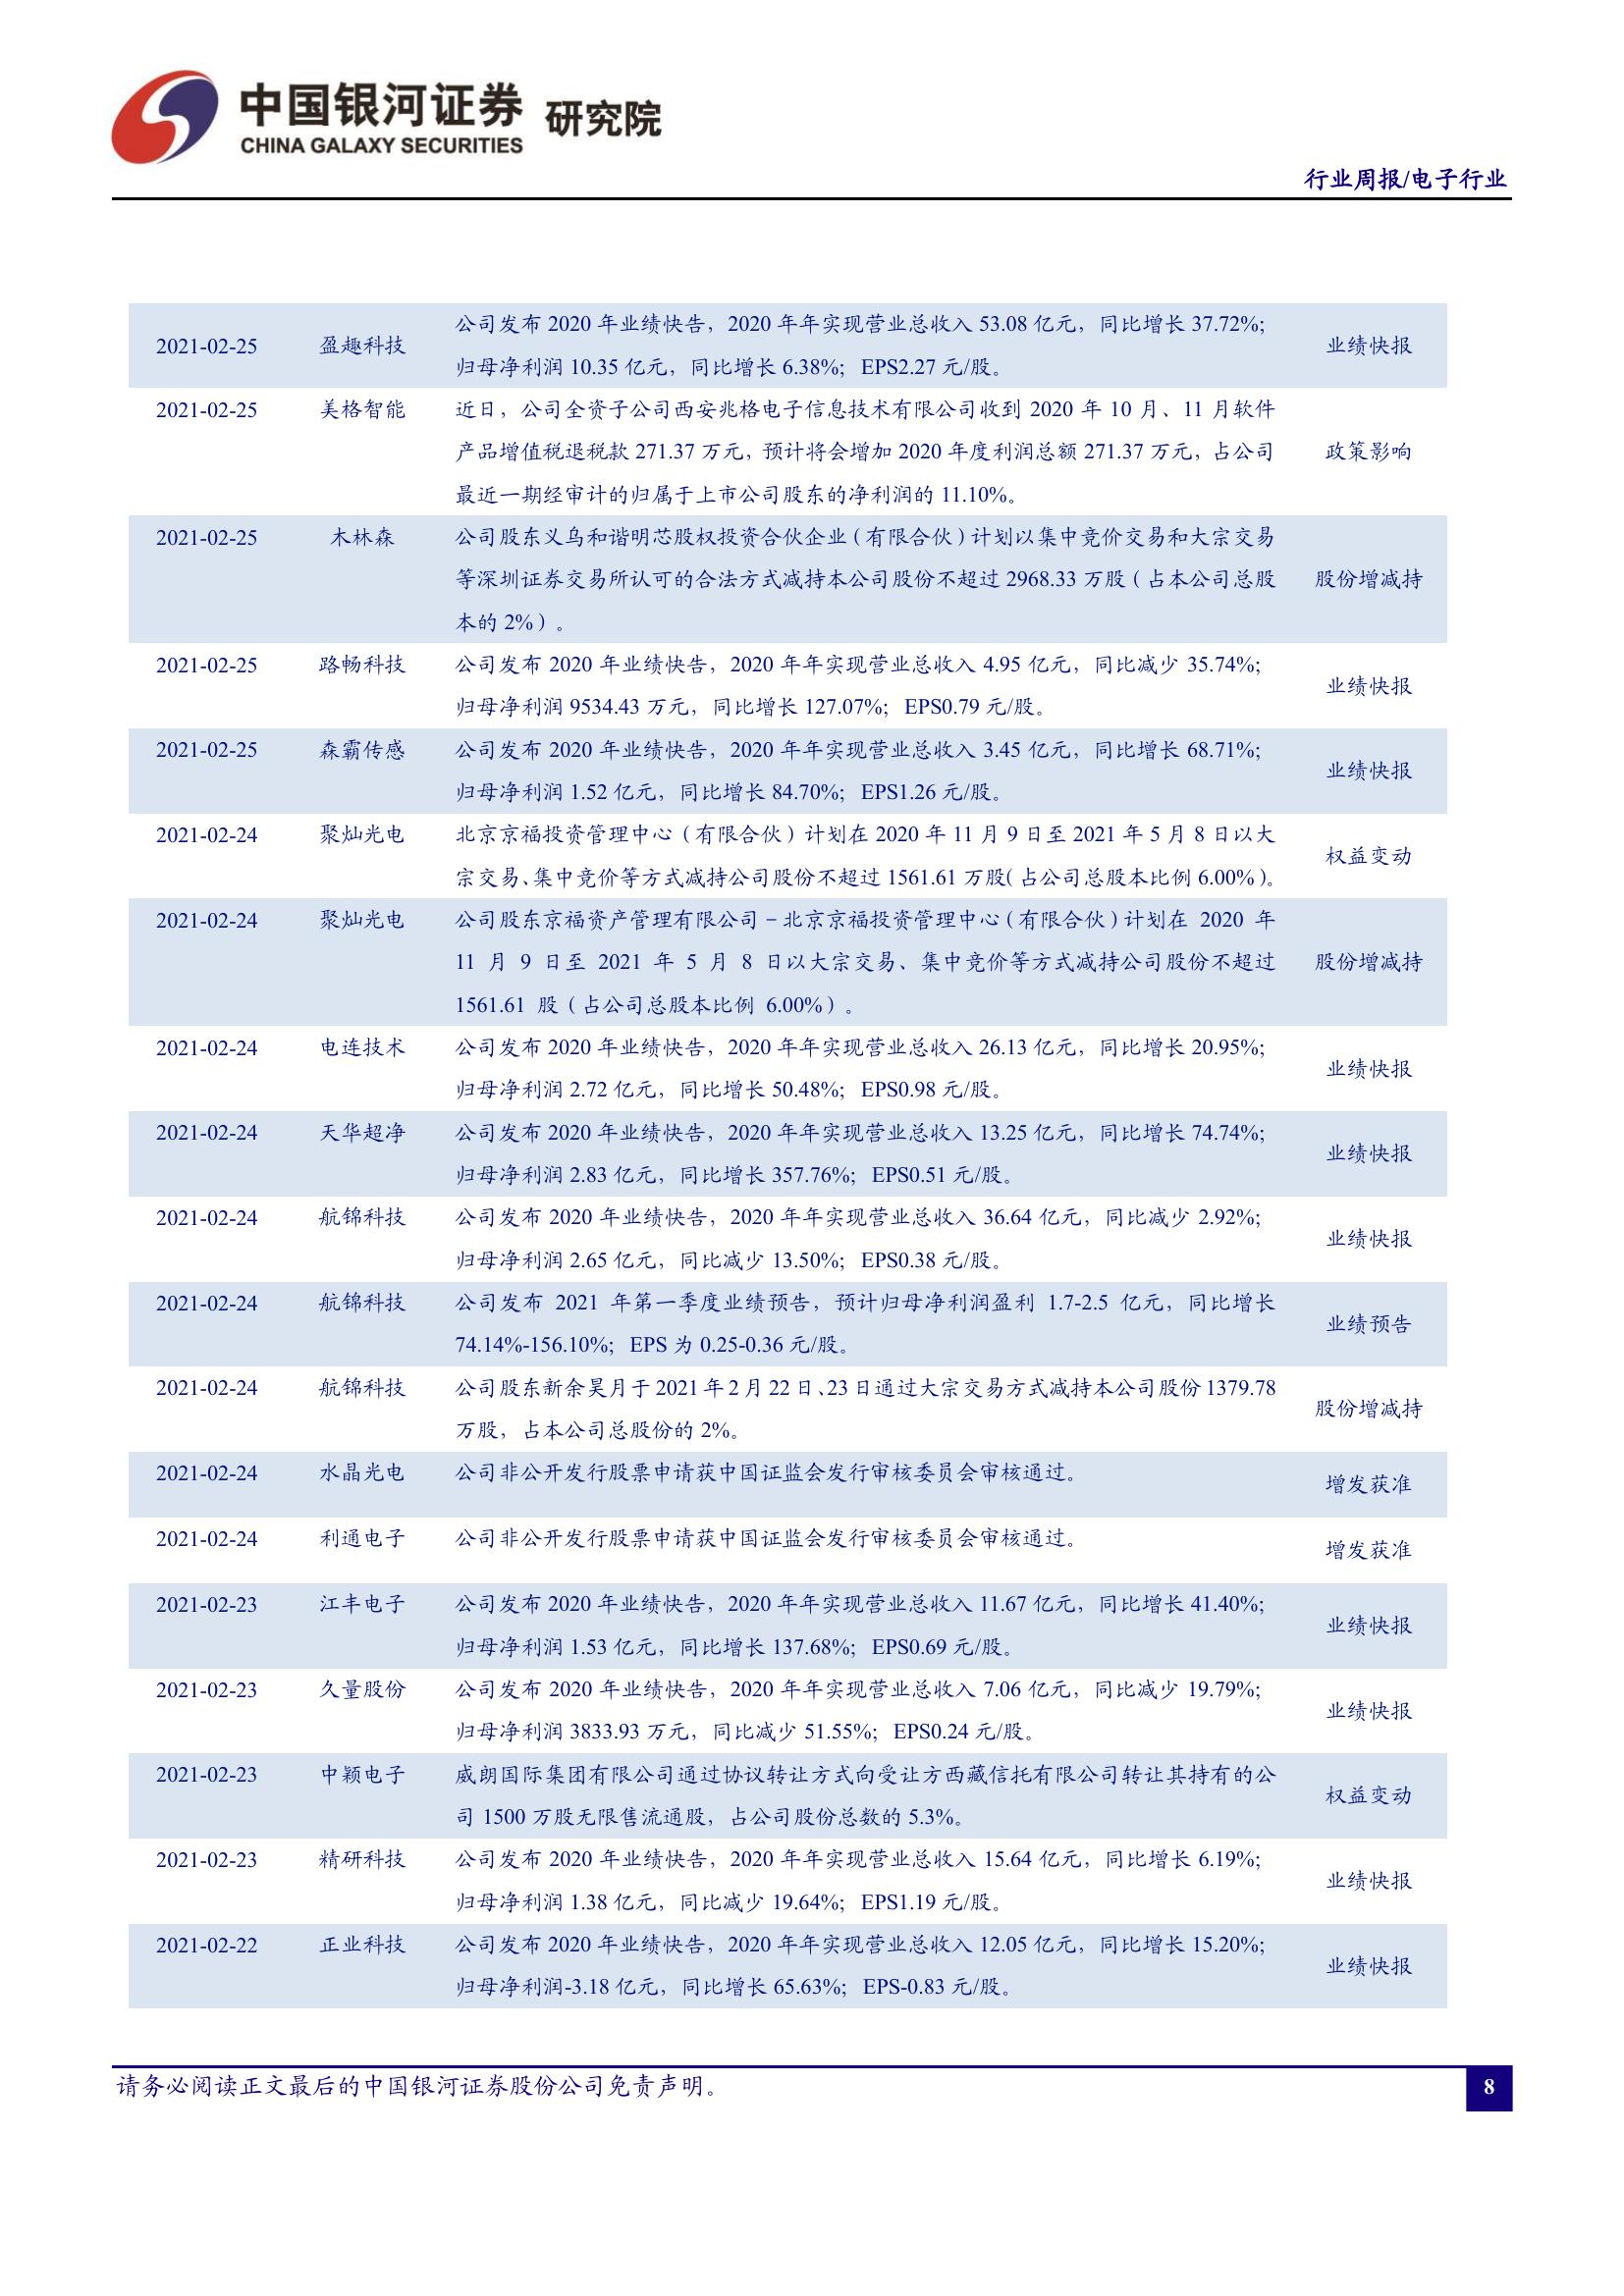 中国银河证券 研究院
CHINA GALAXY SECURITIES
行业周报/电子行业
2021-02-25 盈趣科技 公司发布 2020 年业绩快告，2020 年年实现营业总收入 53.08 亿元，同比增长 37.72%;
归母净利润 10.35 亿元，同比增长 6.38%; EPS2.27 元/股。
业绩快报
2021-02-25 美格智能 近日，公司全资子公司西安兆格电子信息技术有限公司收到 2020 年 10 月、11 月软件
产品增值税退税款 271.37 万元，预计将会增加 2020 年度利润总额 271.37 万元，占公司
最近一期经审计的归属于上市公司股东的净利润的 11.10%。
政策影响
2021-02-25 木林森 公司股东义乌和谐明芯股权投资合伙企业（有限合伙）计划以集中竞价交易和大宗交易
等深圳证券交易所认可的合法方式减持本公司股份不超过 2968.33 万股（占本公司总股
本的 2%）。
股份增减持
2021-02-25 路畅科技 公司发布 2020 年业绩快告，2020 年年实现营业总收入 4.95 亿元，同比减少 35.74%;
归母净利润 9534.43 万元，同比增长 127.07%; EPS0.79 元/股。
业绩快报
2021-02-25 森霸传感 公司发布 2020 年业绩快告，2020 年年实现营业总收入 3.45 亿元，同比增长 68.71%;
归母净利润 1.52 亿元，同比增长 84.70%; EPS1.26 元/股。
业绩快报
2021-02-24 聚灿光电 北京京福投资管理中心（有限合伙）计划在 2020 年 11 月 9 日至 2021 年 5 月 8 日以大
宗交易、集中竞价等方式减持公司股份不超过 1561.61 万股（占公司总股本比例 6.00%）。
权益变动
2021-02-24 聚灿光电 公司股东京福资产管理有限公司－北京京福投资管理中心（有限合伙）计划在 2020 年
11 月 9 日至 2021 年 5 月 8 日以大宗交易、集中竞价等方式减持公司股份不超过
1561.61 股（占公司总股本比例 6.00%）。
股份增减持
2021-02-24 电连技术 公司发布 2020 年业绩快告，2020 年年实现营业总收入 26.13 亿元，同比增长 20.95%;
归母净利润 2.72 亿元，同比增长 50.48%; EPS0.98 元/股。
业绩快报
2021-02-24 天华超净 公司发布 2020 年业绩快告，2020 年年实现营业总收入 13.25 亿元，同比增长 74.74%;
归母净利润 2.83 亿元，同比增长 357.76%; EPS0.51 元/股。
业绩快报
2021-02-24 航锦科技 公司发布 2020 年业绩快告，2020 年年实现营业总收入 36.64 亿元，同比减少 2.92%;
归母净利润 2.65 亿元，同比减少 13.50%; EPS0.38 元/股。
业绩快报
2021-02-24 航锦科技 公司发布 2021 年第一季度业绩预告，预计归母净利润盈利 1.7-2.5 亿元，同比增长
74.14%-156.10%; EPS 为 0.25-0.36 元/股。
业绩预告
2021-02-24 航锦科技 公司股东新余昊月于 2021 年 2 月 22 日、23 日通过大宗交易方式减持本公司股份 1379.78
万股，占本公司总股份的 2%。
股份增减持
2021-02-24 水晶光电 公司非公开发行股票申请获中国证监会发行审核委员会审核通过。
增发获准
2021-02-24 利通电子 公司非公开发行股票申请获中国证监会发行审核委员会审核通过。
增发获准
2021-02-23 江丰电子 公司发布 2020 年业绩快告，2020 年年实现营业总收入 11.67 亿元，同比增长 41.40%;
归母净利润 1.53 亿元，同比增长 137.68%; EPS0.69 元/股。
业绩快报
2021-02-23 久量股份 公司发布 2020 年业绩快告，2020 年年实现营业总收入 7.06 亿元，同比减少 19.79%;
归母净利润 3833.93 万元，同比减少 51.55%; EPS0.24 元/股。
业绩快报
2021-02-23 中颖电子 威朗国际集团有限公司通过协议转让方式向受让方西藏信托有限公司转让其持有的公
司 1500 万股无限售流通股，占公司股份总数的 5.3%。
权益变动
2021-02-23 精研科技 公司发布 2020 年业绩快告，2020 年年实现营业总收入 15.64 亿元，同比增长 6.19%;
归母净利润 1.38 亿元，同比减少 19.64%; EPS1.19 元/股。
业绩快报
2021-02-22 正业科技 公司发布 2020 年业绩快告，2020 年年实现营业总收入 12.05 亿元，同比增长 15.20%;
归母净利润-3.18 亿元，同比增长 65.63%; EPS-0.83 元/股。
业绩快报
请务必阅读正文最后的中国银河证券股份公司免责声明。
8